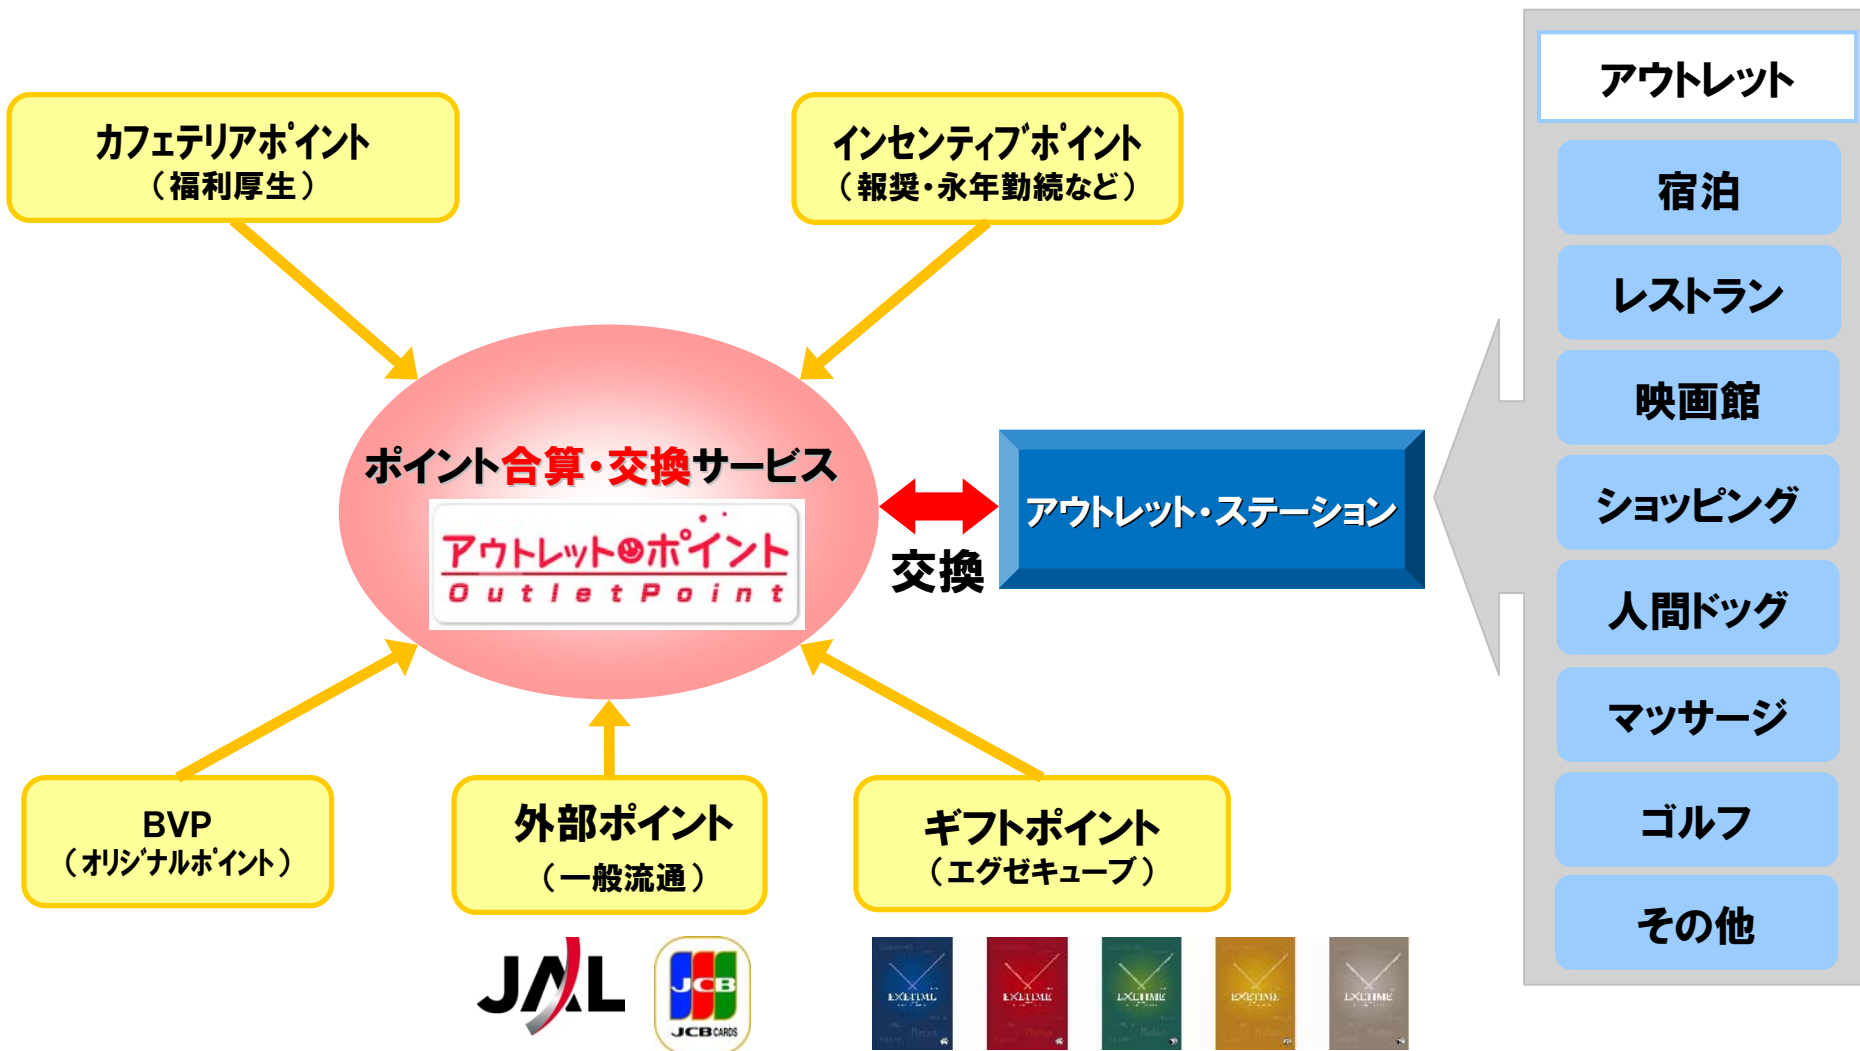 カフェテリアポイント
（福利厚生）
インセンティブポイント
（報奨・永年勤続など）
ポイント合算・交換サービス
アウトレットポイント
OutletPoint
交換
アウトレット・ステーション
BVP
（オリジナルポイント）
外部ポイント
（一般流通）
ギフトポイント
（エグゼキューブ）
JAL
JCB
JCB CARDS
EXETIME
EXETIME
EXETIME
EXETIME
EXETIME
アウトレット
宿泊
レストラン
映画館
ショッピング
人間ドッグ
マッサージ
ゴルフ
その他